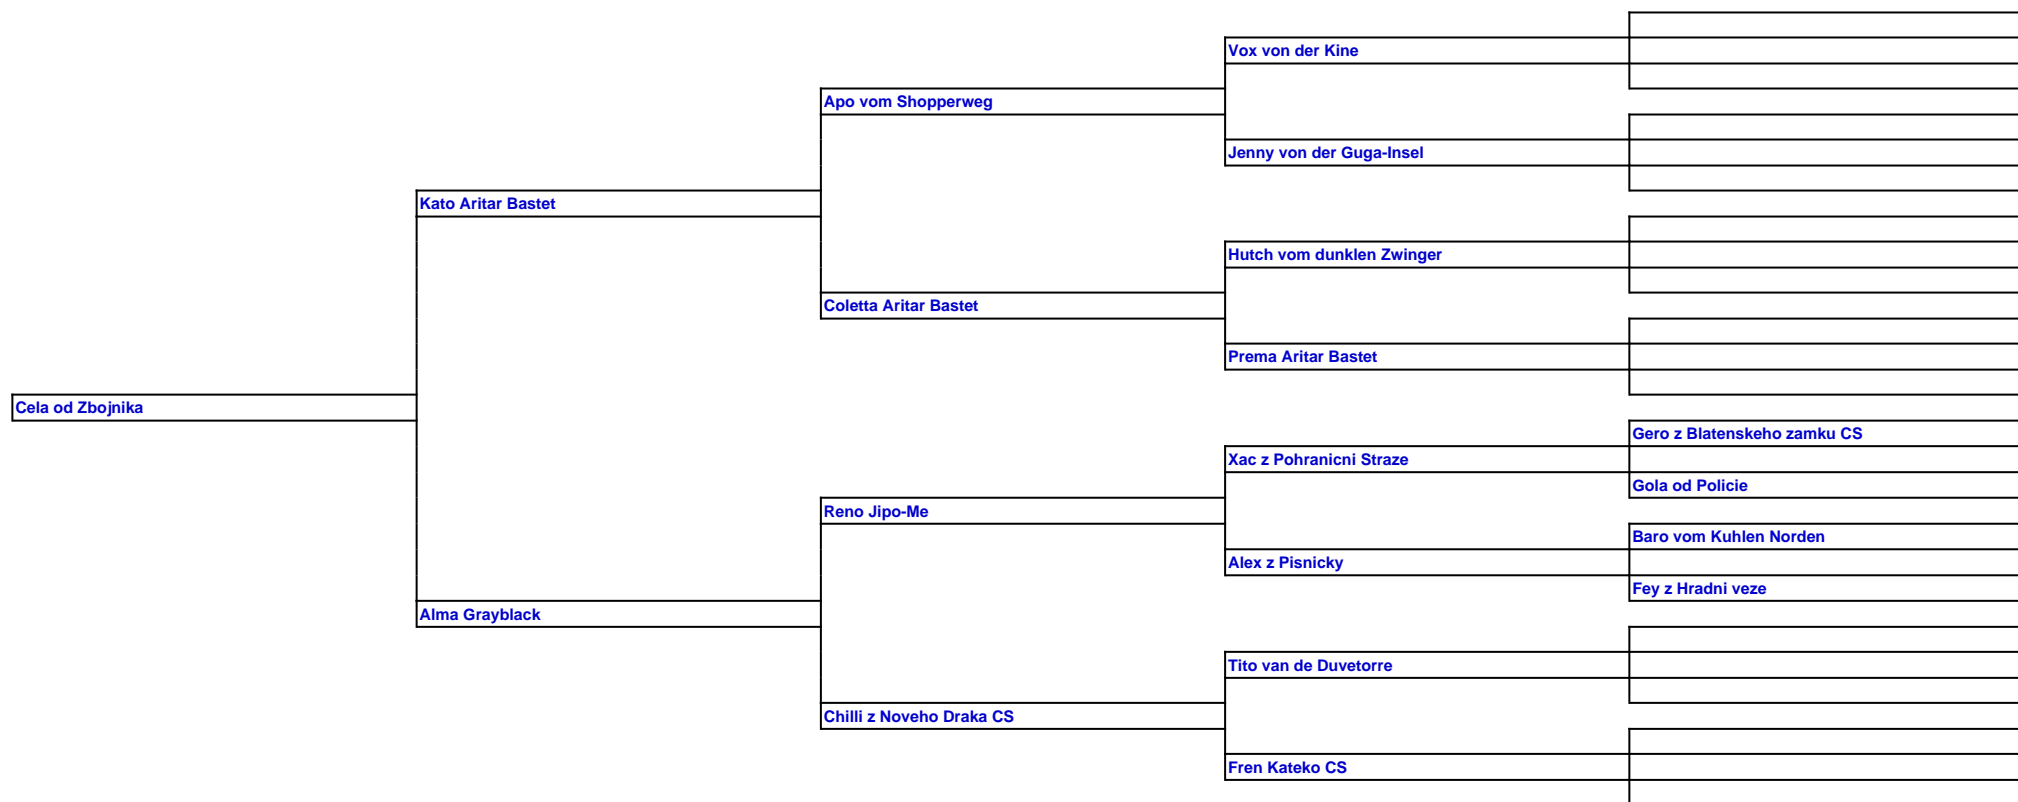 Vox von der Kine
Apo vom Shopperweg
Jenny von der Guga-Insel
Kato Aritar Bastet
Hutch vom dunklen Zwinger
Coletta Aritar Bastet
Prema Aritar Bastet
Cela od Zbojnika
Gero z Blatenskeho zamku CS
Xac z Pohranicni Straze
Gola od Policie
Reno Jipo-Me
Baro vom Kuhlen Norden
Alex z Pisnicky
Fey z Hradni veze
Alma Grayblack
Tito van de Duvetorre
Chilli z Noveho Draka CS
Fren Kateko CS